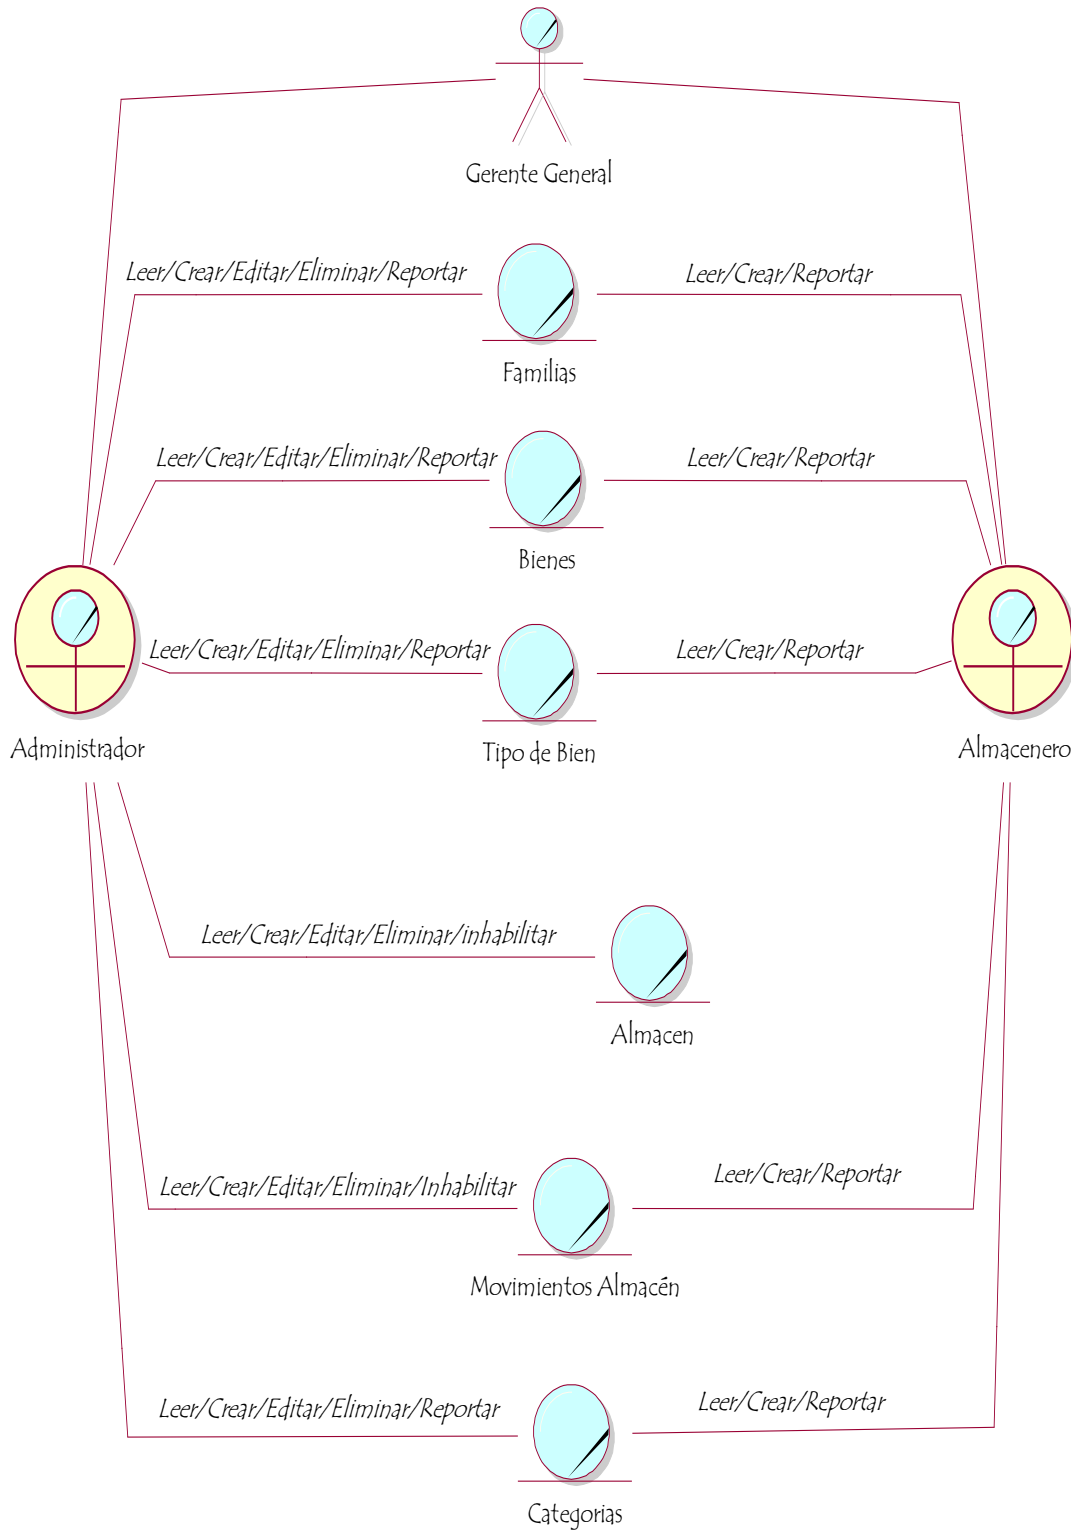 Gerente General
Leer/Crear/Editar/Eliminar/Reportar
Leer/Crear/Reportar
Familias
Leer/Crear/Editar/Eliminar/Reportar
Leer/Crear/Reportar
Bienes
Leer/Crear/Editar/Eliminar/Reportar
Leer/Crear/Reportar
Administrador
Tipo de Bien
Almacenero
Leer/Crear/Editar/Eliminar/inhabilitar
Almacen
Leer/Crear/Editar/Eliminar/Inhabilitar
Leer/Crear/Reportar
Movimientos Almacén
Leer/Crear/Editar/Eliminar/Reportar
Leer/Crear/Reportar
Categorias